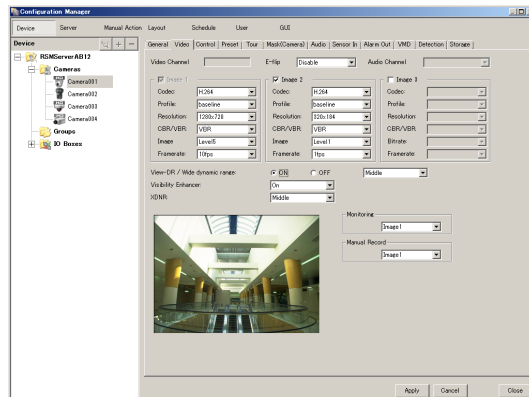 Configuration Manager
Device Server Manual Action Layout Schedule User GUI
Device
General Video Control Preset Tour Mask(Camera) Audio Sensor In Alarm Out VMD Detection Storage
RSMServerAB12
Cameras
Camera001
Camera002
Camera003
Camera004
Groups
IO Boxes
Video Channel E-flip Disable Audio Channel
Image 1 Image 2 Image 3
Codec: H.264 Codec: H.264 Codec:
Profile: baseline Profile: baseline Profile:
Resolution: 1280x720 Resolution: 320x184 Resolution:
CBR/VBR: VBR CBR/VBR: VBR CBR/VBR:
Image Level5 Image Level1 Bitrate:
Framerate: 10fps Framerate: 1fps Framerate:
View-DR / Wide dynamic range: ON OFF Middle
Visibility Enhancer: On
XDNR: Middle
Monitoring
Image1
Manual Record
Image1
Apply Cancel Close